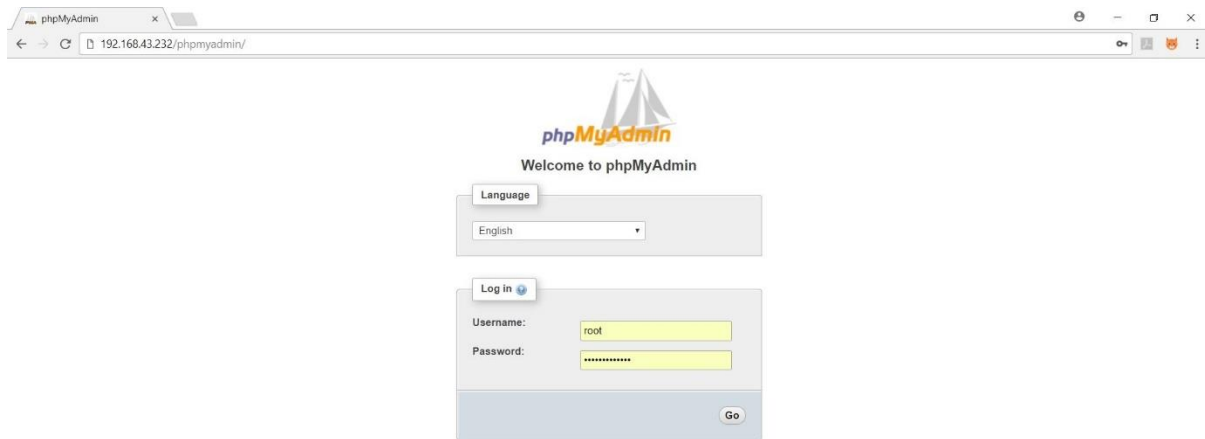 phpMyAdmin
192.168.43.232/phpmyadmin/
phpMyAdmin
Welcome to phpMyAdmin
Language
English
Log in
Username:
root
Password:
•••••••••••••
Go